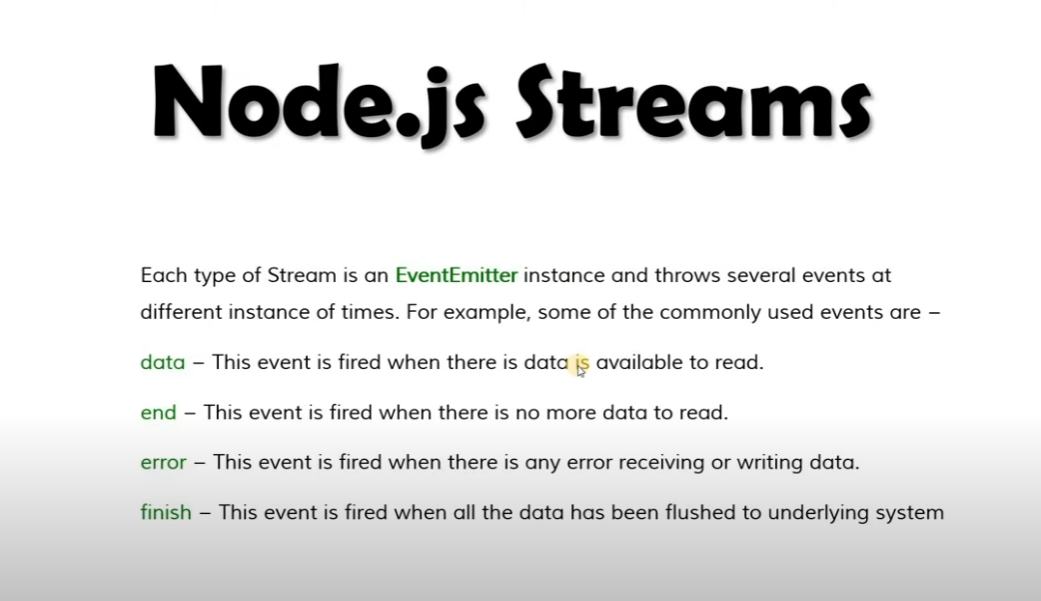 Node.js Streams
Each type of Stream is an EventEmitter instance and throws several events at
different instance of times. For example, some of the commonly used events are –
data – This event is fired when there is data is available to read.
end – This event is fired when there is no more data to read.
error – This event is fired when there is any error receiving or writing data.
finish – This event is fired when all the data has been flushed to underlying system